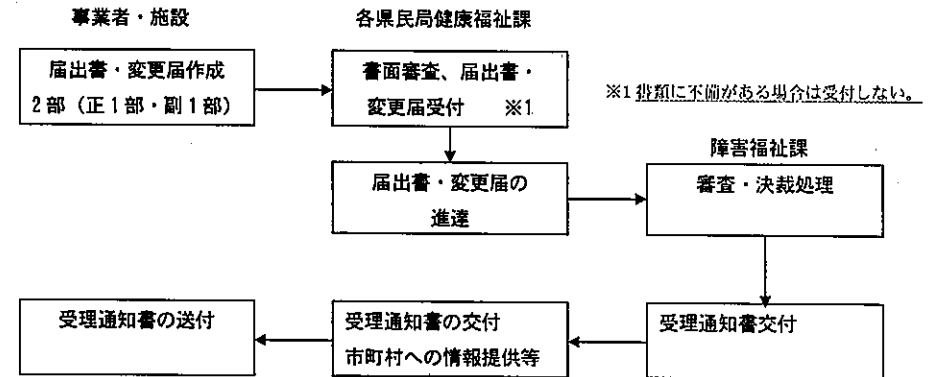 事業者・施設
各県民局健康福祉課
届出書・変更届作成
2部（正1部・副1部）
書面審査、届出書・
変更届受付　※1
※1 書類に不備がある場合は受付しない。
障害福祉課
届出書・変更届の
進達
審査・決裁処理
受理通知書の送付
受理通知書の交付
市町村への情報提供等
受理通知書交付